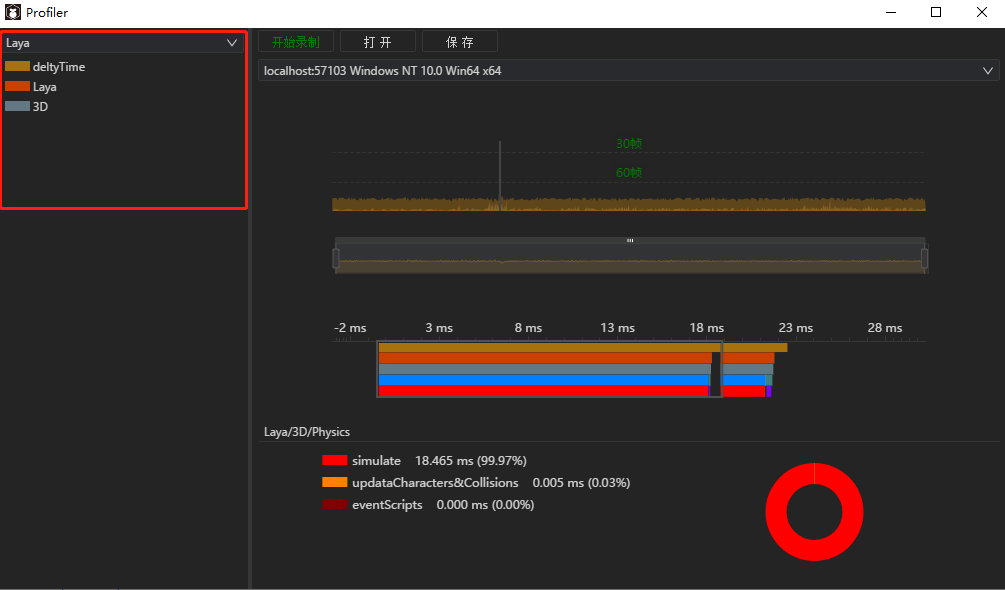 Profiler
Laya
deltyTime
Laya
3D
开始录制 打 开 保 存
localhost:57103 Windows NT 10.0 Win64 x64
30帧
60帧
-2 ms 3 ms 8 ms 13 ms 18 ms 23 ms 28 ms
Laya/3D/Physics
simulate 18.465 ms (99.97%)
updataCharacters&Collisions 0.005 ms (0.03%)
eventScripts 0.000 ms (0.00%)